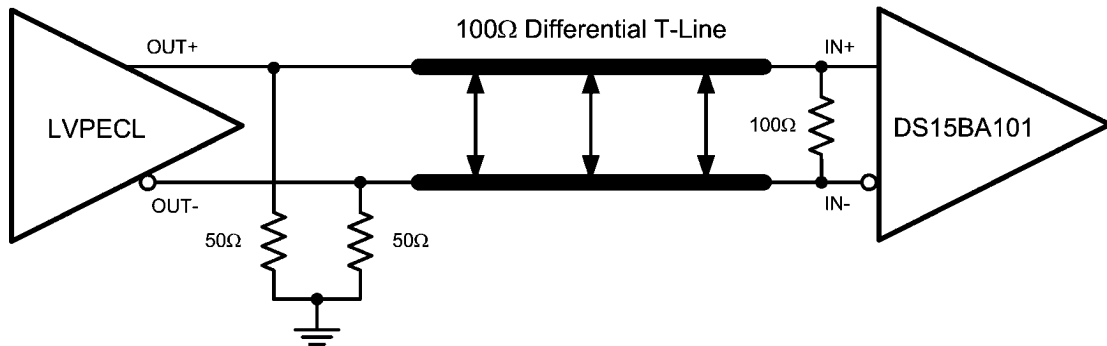 100Ω Differential T-Line
OUT+
IN+
LVPECL
100Ω
DS15BA101
OUT-
IN-
50Ω
50Ω